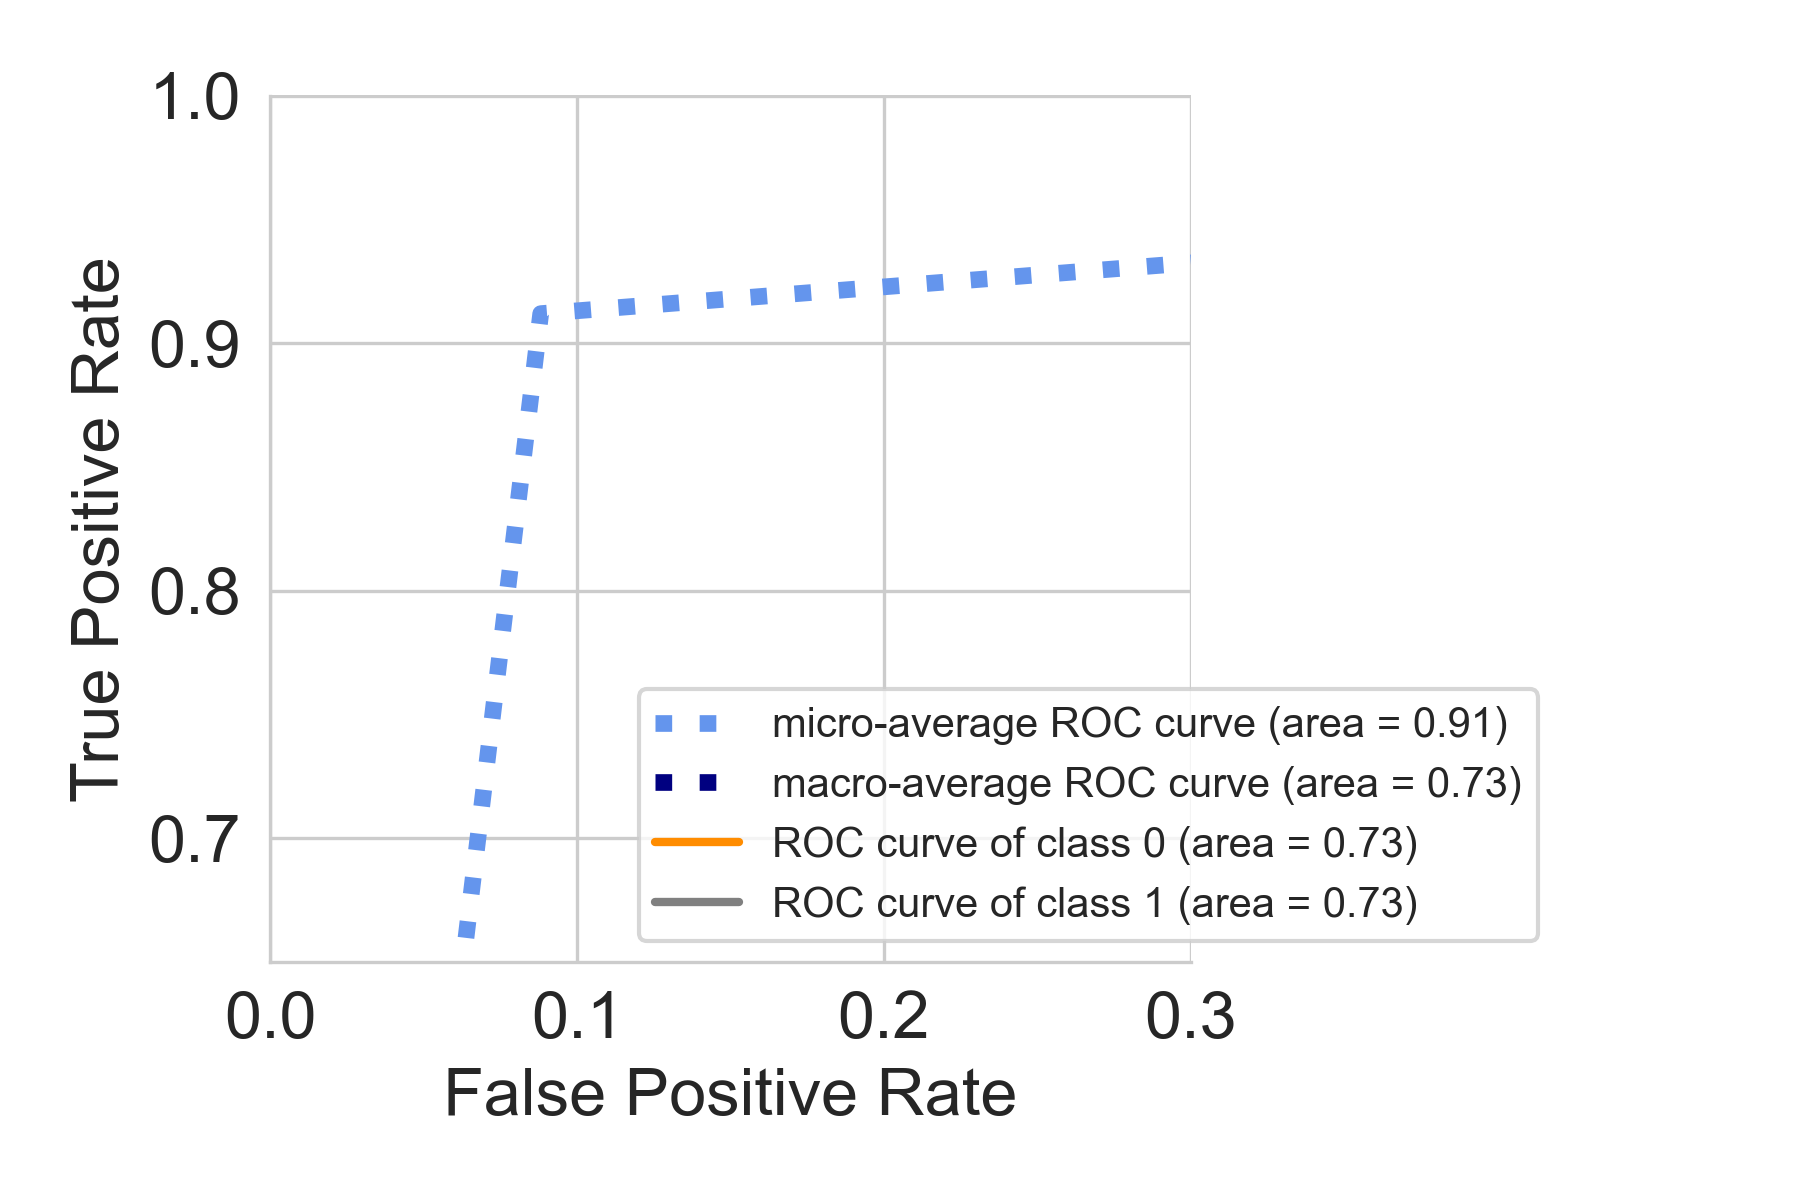 1.0
0.9
0.8
0.7
True Positive Rate
micro-average ROC curve (area = 0.91)
macro-average ROC curve (area = 0.73)
ROC curve of class 0 (area = 0.73)
ROC curve of class 1 (area = 0.73)
0.0 0.1 0.2 0.3
False Positive Rate